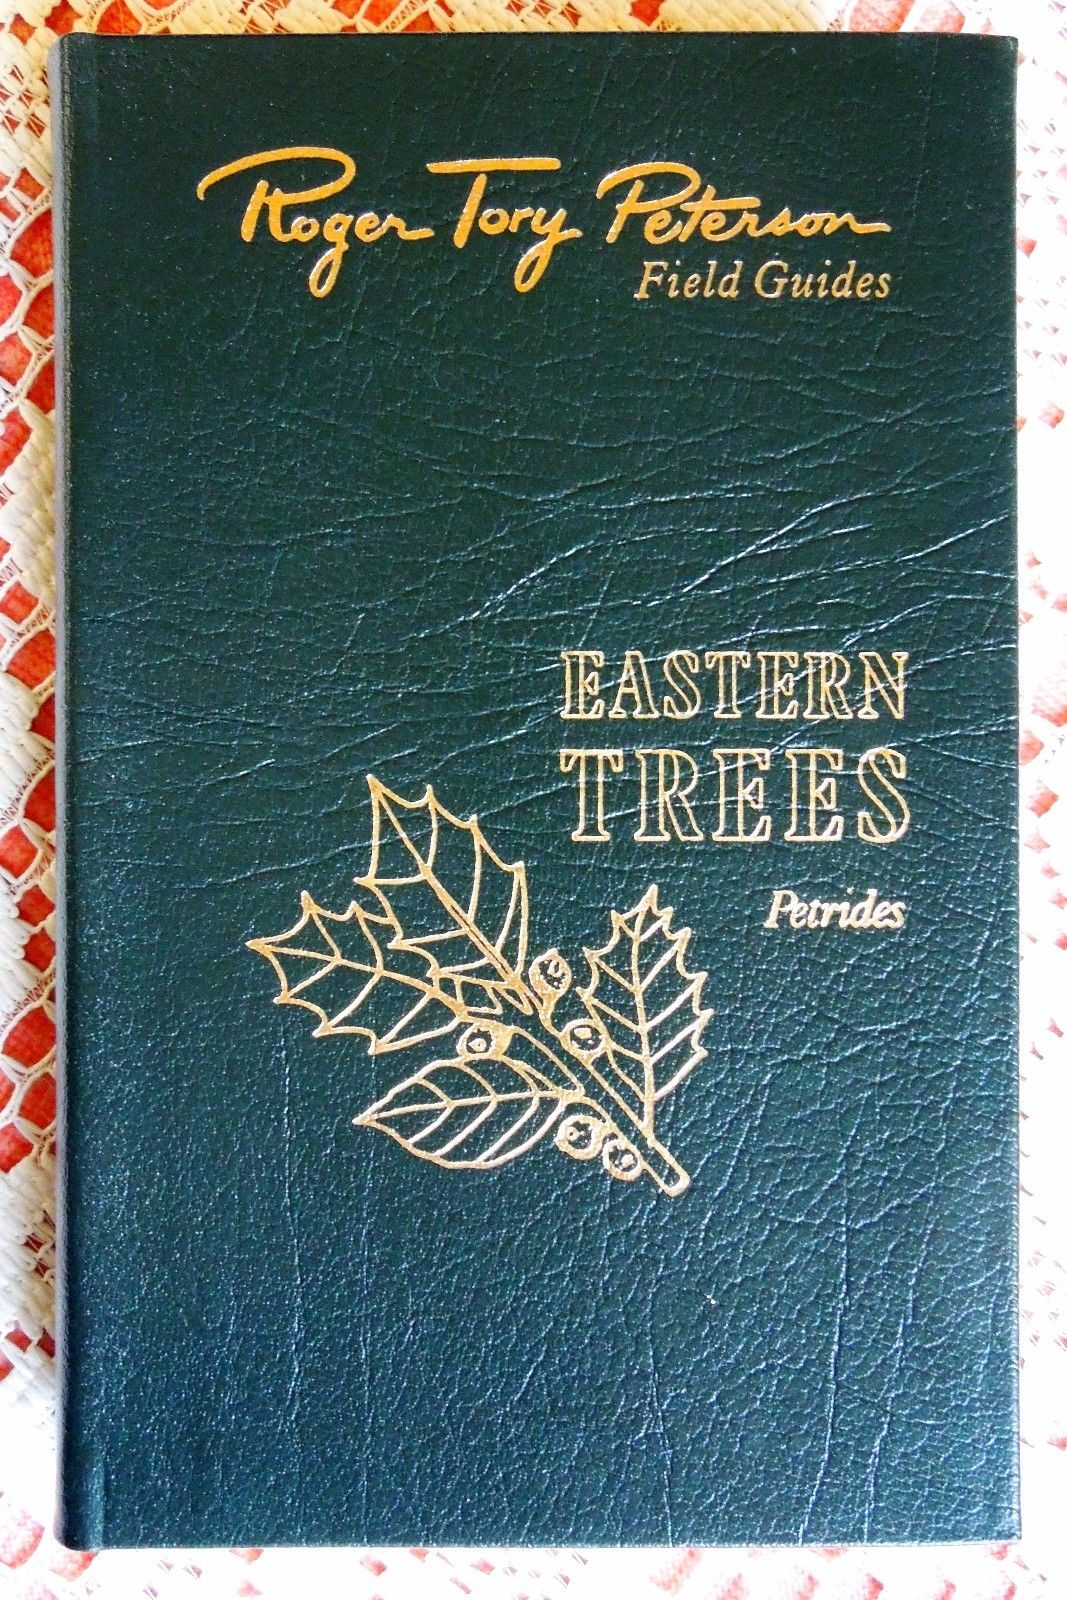 Roger Tory Peterson
Field Guides
EASTERN
TREES
Petrides